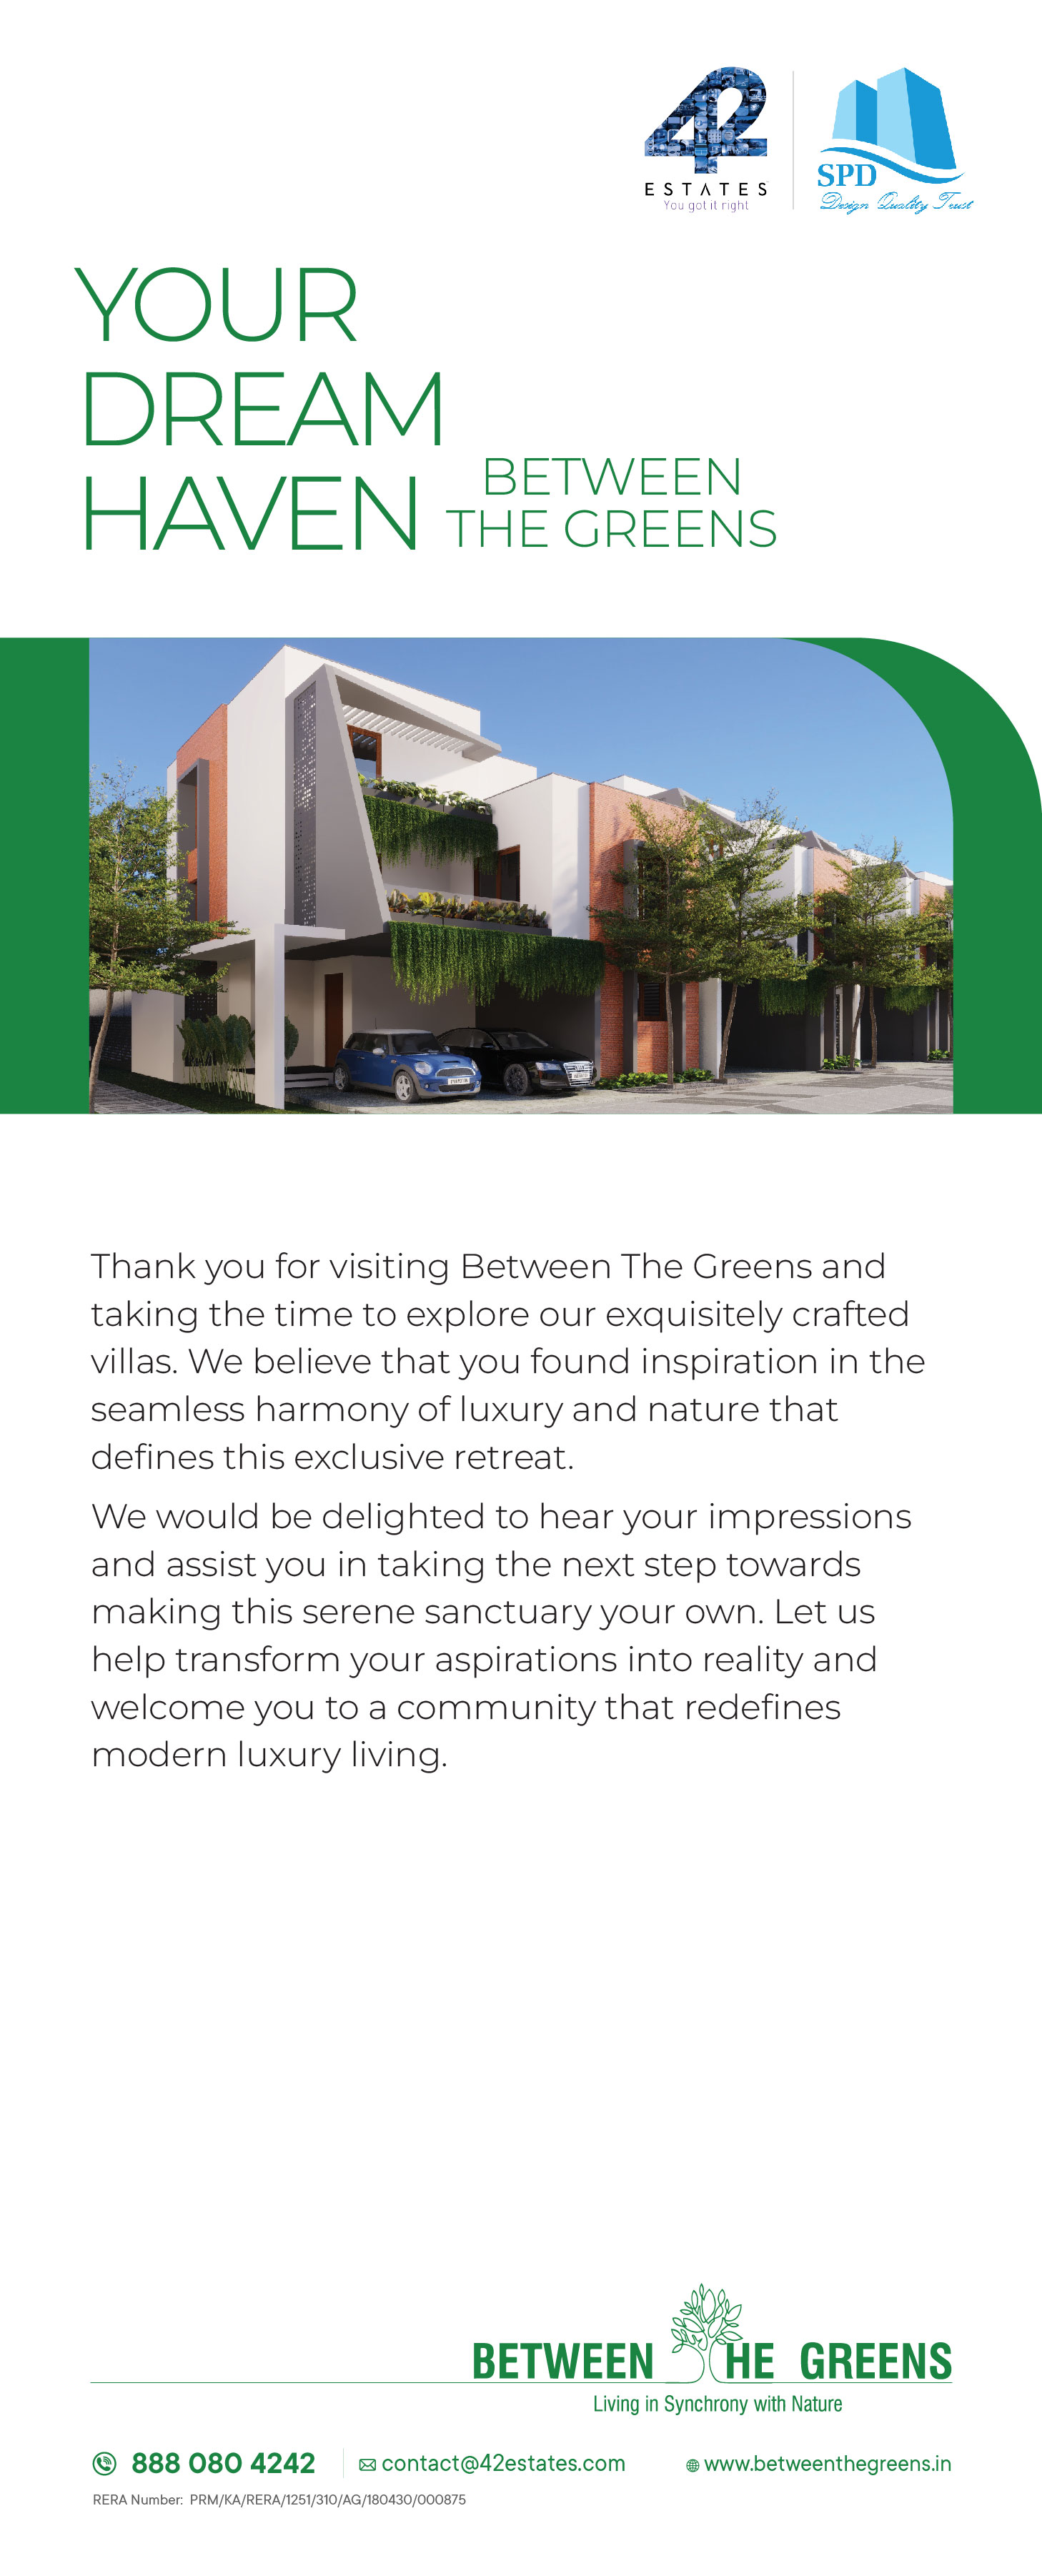 42
ESTATES
You got it right
SPD
Design Quality Trust
YOUR
DREAM
HAVEN
BETWEEN
THE GREENS
Thank you for visiting Between The Greens and
taking the time to explore our exquisitely crafted
villas. We believe that you found inspiration in the
seamless harmony of luxury and nature that
defines this exclusive retreat.
We would be delighted to hear your impressions
and assist you in taking the next step towards
making this serene sanctuary your own. Let us
help transform your aspirations into reality and
welcome you to a community that redefines
modern luxury living.
BETWEEN THE GREENS
Living in Synchrony with Nature
888 080 4242
contact@42estates.com
www.betweenthegreens.in
RERA Number: PRM/KA/RERA/1251/310/AG/180430/000875